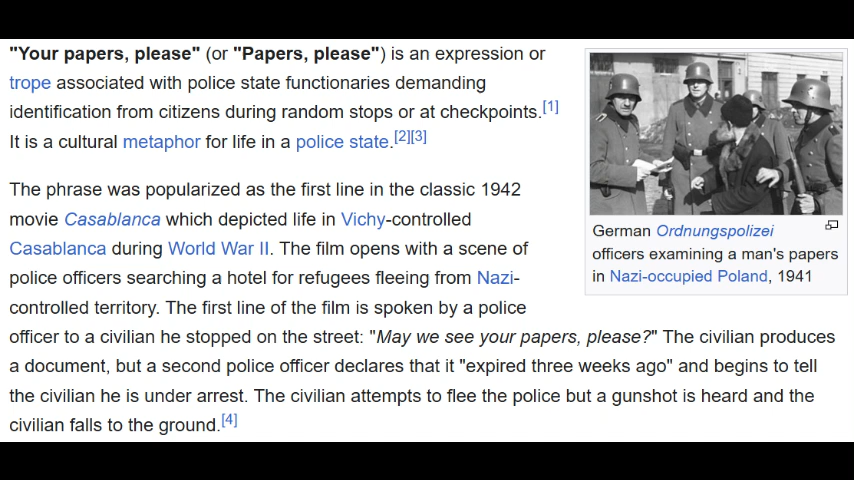 "Your papers, please" (or "Papers, please") is an expression or
trope associated with police state functionaries demanding
identification from citizens during random stops or at checkpoints.[1]
It is a cultural metaphor for life in a police state.[2][3]
The phrase was popularized as the first line in the classic 1942
movie Casablanca which depicted life in Vichy-controlled
Casablanca during World War II. The film opens with a scene of
police officers searching a hotel for refugees fleeing from Nazi-
controlled territory. The first line of the film is spoken by a police
officer to a civilian he stopped on the street: "May we see your papers, please?" The civilian produces
a document, but a second police officer declares that it "expired three weeks ago" and begins to tell
the civilian he is under arrest. The civilian attempts to flee the police but a gunshot is heard and the
civilian falls to the ground.[4]
German Ordnungspolizei
officers examining a man's papers
in Nazi-occupied Poland, 1941